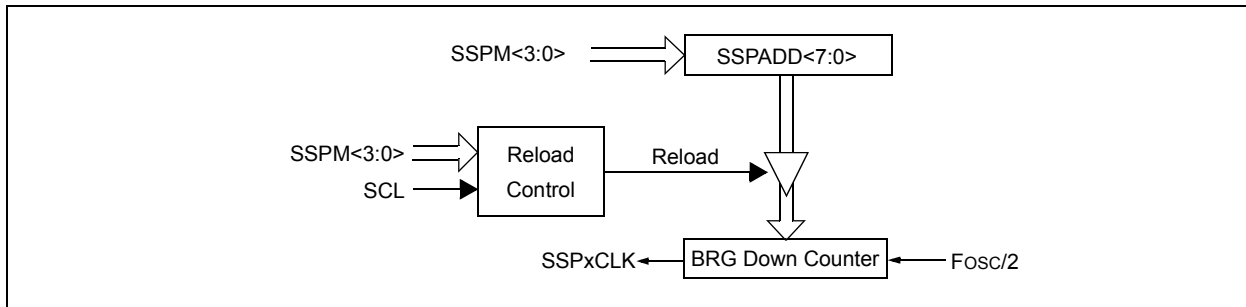 SSPM<3:0>
SSPADD<7:0>
SSPM<3:0>
SCL
Reload
Control
Reload
SSPxCLK
BRG Down Counter
FOSC/2